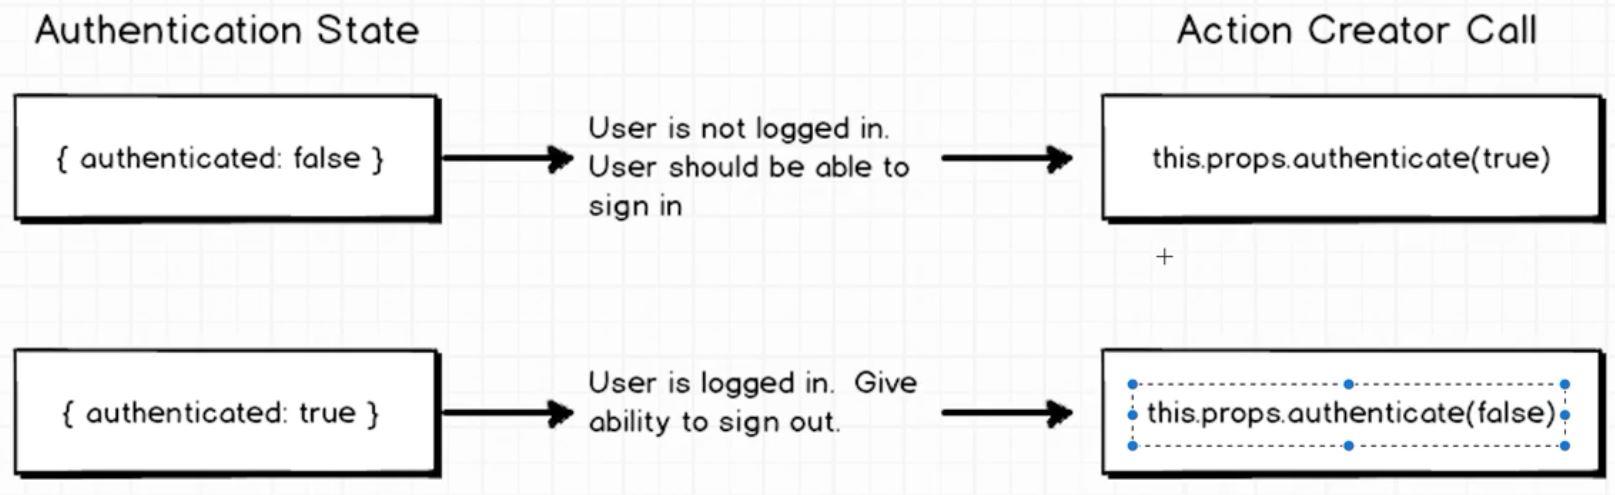 Authentication State
Action Creator Call
{ authenticated: false }
User is not logged in.
User should be able to
sign in
this.props.authenticate(true)
{ authenticated: true }
User is logged in. Give
ability to sign out.
this.props.authenticate(false)